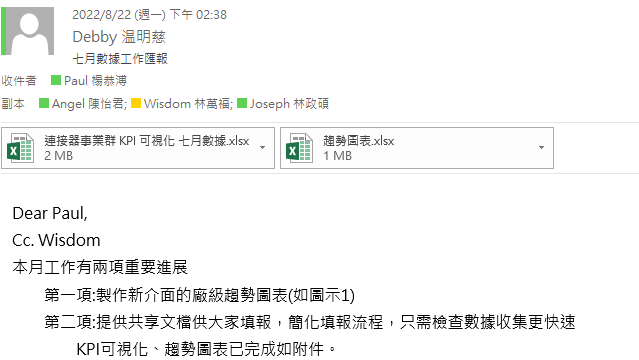 2022/8/22 (週一) 下午 02:38
Debby 温明慈
七月數據工作匯報
收件者 Paul 楊恭溥
副本 Angel 陳怡君; Wisdom 林萬福; Joseph 林政碩
連接器事業群 KPI 可視化 七月數據.xlsx
2 MB
趨勢圖表.xlsx
1 MB
Dear Paul,
Cc. Wisdom
本月工作有兩項重要進展
第一項:製作新介面的廠級趨勢圖表(如圖示1)
第二項:提供共享文檔供大家填報，簡化填報流程，只需檢查數據收集更快速
KPI可視化、趨勢圖表已完成如附件。